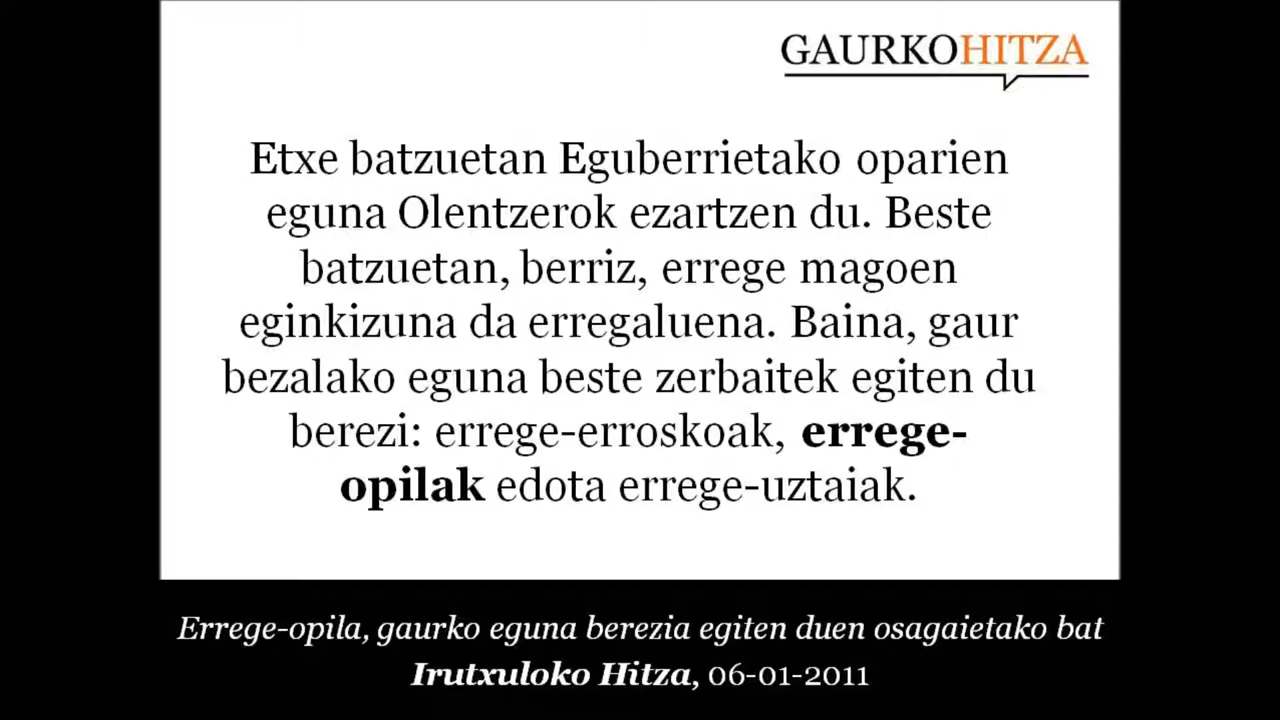 GAURKOHITZA
Etxe batzuetan Eguberrietako oparien
eguna Olentzerok ezartzen du. Beste
batzuetan, berriz, errege magoen
eginkizuna da erregaluena. Baina, gaur
bezalako eguna beste zerbaitek egiten du
berezi: errege-erroskoak, errege-
opilak edota errege-uztaiak.
Errege-opila, gaurko eguna berezia egiten duen osagaietako bat
Irutxuloko Hitza, 06-01-2011